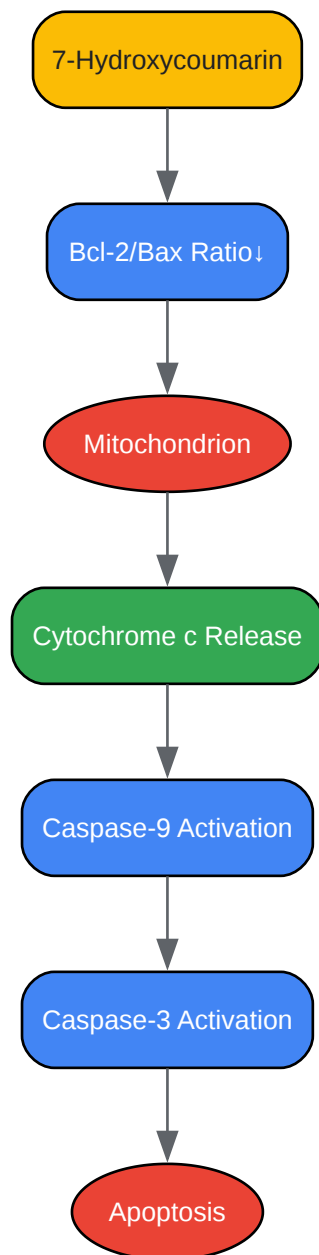 7-Hydroxycoumarin
Bcl-2/Bax Ratio↓
Mitochondrion
Cytochrome c Release
Caspase-9 Activation
Caspase-3 Activation
Apoptosis